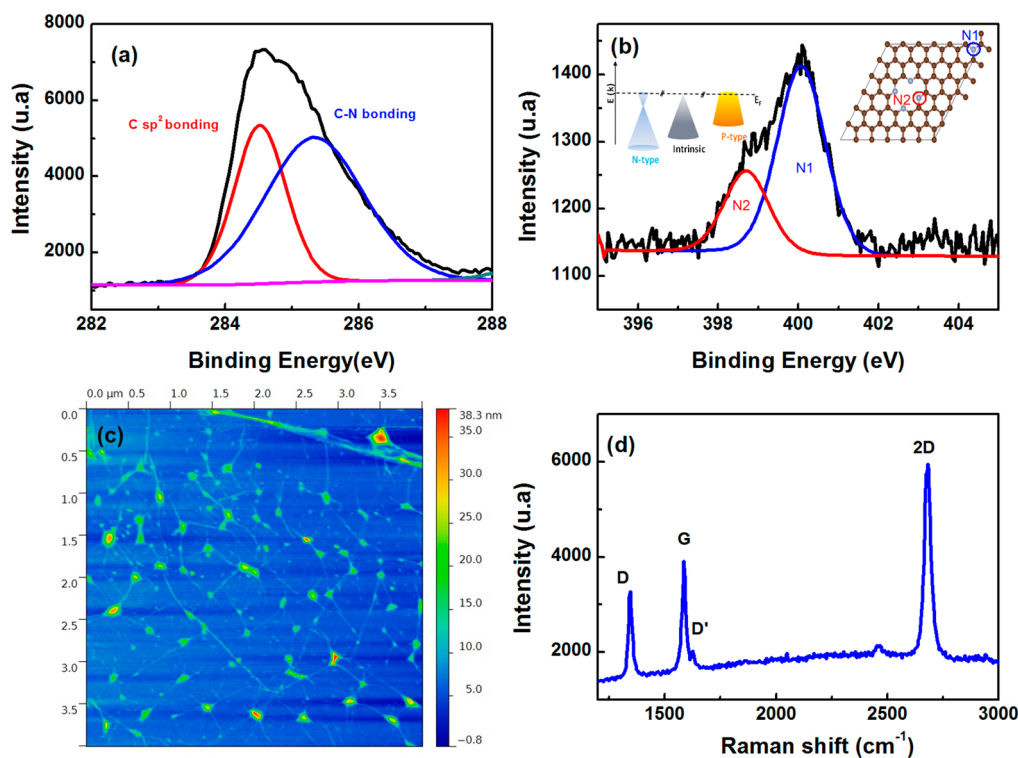 (a)
8000
6000
4000
2000
Intensity (u.a)
C sp² bonding
C-N bonding
282 284 286 288
Binding Energy(eV)
(b)
1400
1300
1200
1100
Intensity (u.a)
E (k)
E_F
N-type
Intrinsic
P-type
N1
N2
N2
N1
396 398 400 402 404
Binding Energy (eV)
0.0 µm 0.5 1.0 1.5 2.0 2.5 3.0 3.5
(c)
0.0
0.5
1.0
1.5
2.0
2.5
3.0
3.5
38.3 nm
35.0
30.0
25.0
20.0
15.0
10.0
5.0
−0.8
(d)
6000
4000
2000
Intensity (u.a)
D
G
D'
2D
1500 2000 2500 3000
Raman shift (cm⁻¹)